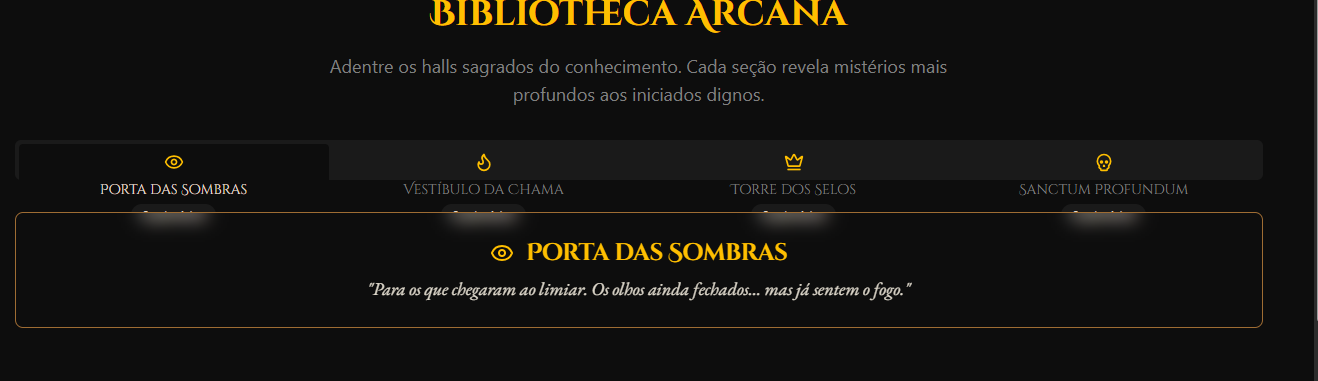 Bibliotheca Arcana
Adentre os halls sagrados do conhecimento. Cada seção revela mistérios mais
profundos aos iniciados dignos.
Porta das Sombras
Vestíbulo da Chama
Torre dos Selos
Sanctum Profundum
Porta das Sombras
"Para os que chegaram ao limiar. Os olhos ainda fechados... mas já sentem o fogo."